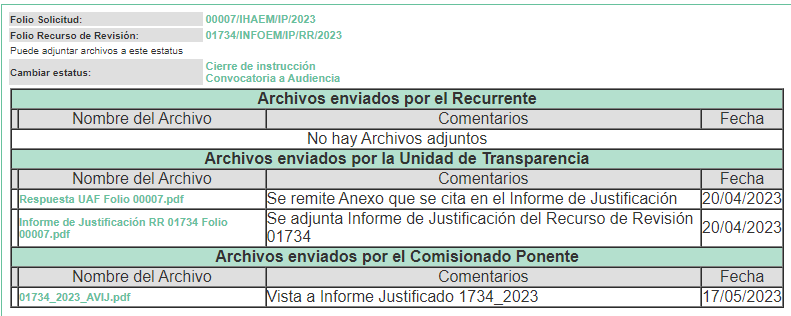 Folio Solicitud: 00007/IHAEM/IP/2023
Folio Recurso de Revisión: 01734/INFOEM/IP/RR/2023
Puede adjuntar archivos a este estatus
Cambiar estatus: Cierre de instrucción
Convocatoria a Audiencia
Archivos enviados por el Recurrente
Nombre del Archivo Comentarios Fecha
No hay Archivos adjuntos
Archivos enviados por la Unidad de Transparencia
Nombre del Archivo Comentarios Fecha
Respuesta UAF Folio 00007.pdf Se remite Anexo que se cita en el Informe de Justificación 20/04/2023
Informe de Justificación RR 01734 Folio 00007.pdf Se adjunta Informe de Justificación del Recurso de Revisión 01734 20/04/2023
Archivos enviados por el Comisionado Ponente
Nombre del Archivo Comentarios Fecha
01734_2023_AVIJ.pdf Vista a Informe Justificado 1734_2023 17/05/2023